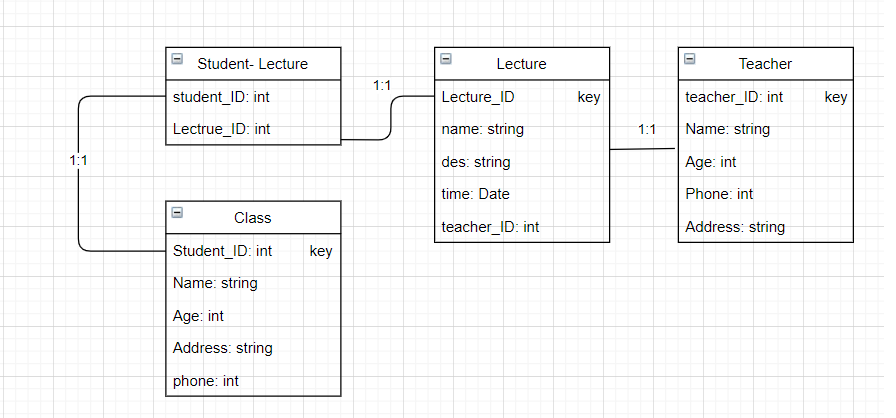 Student- Lecture
student_ID: int
Lectrue_ID: int
1:1
1:1
Class
Student_ID: int key
Name: string
Age: int
Address: string
phone: int
Lecture
Lecture_ID key
name: string
des: string
time: Date
teacher_ID: int
1:1
Teacher
teacher_ID: int key
Name: string
Age: int
Phone: int
Address: string